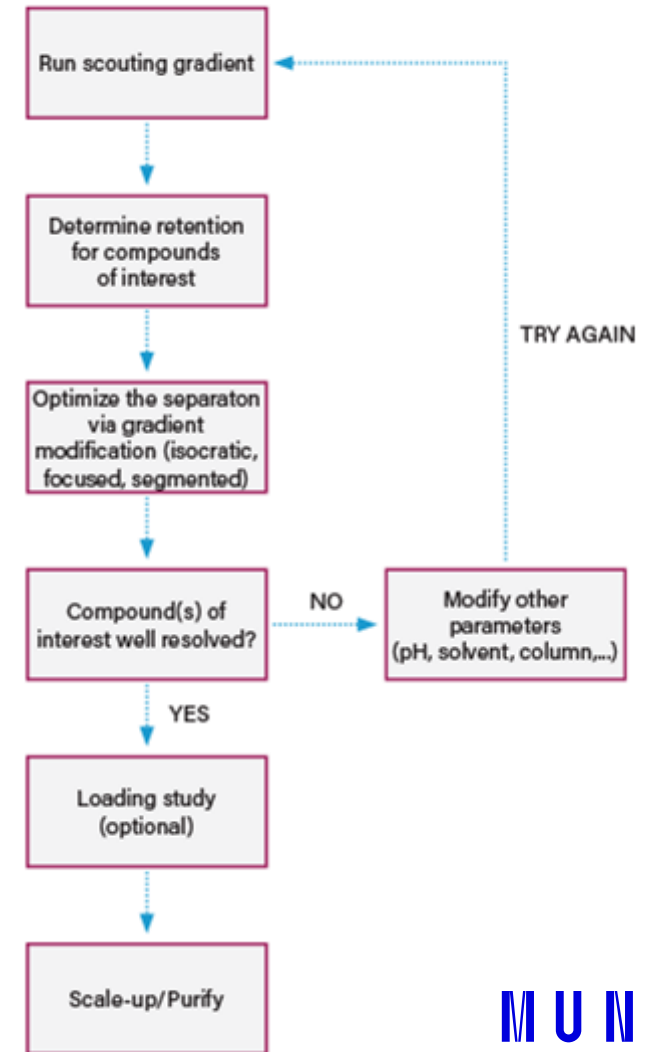 Run scouting gradient
Determine retention
for compounds
of interest
Optimize the separaton
via gradient
modification (isocratic,
focused, segmented)
Compound(s) of
interest well resolved?
NO
Modify other
parameters
(pH, solvent, column,...)
TRY AGAIN
YES
Loading study
(optional)
Scale-up/Purify
MUN